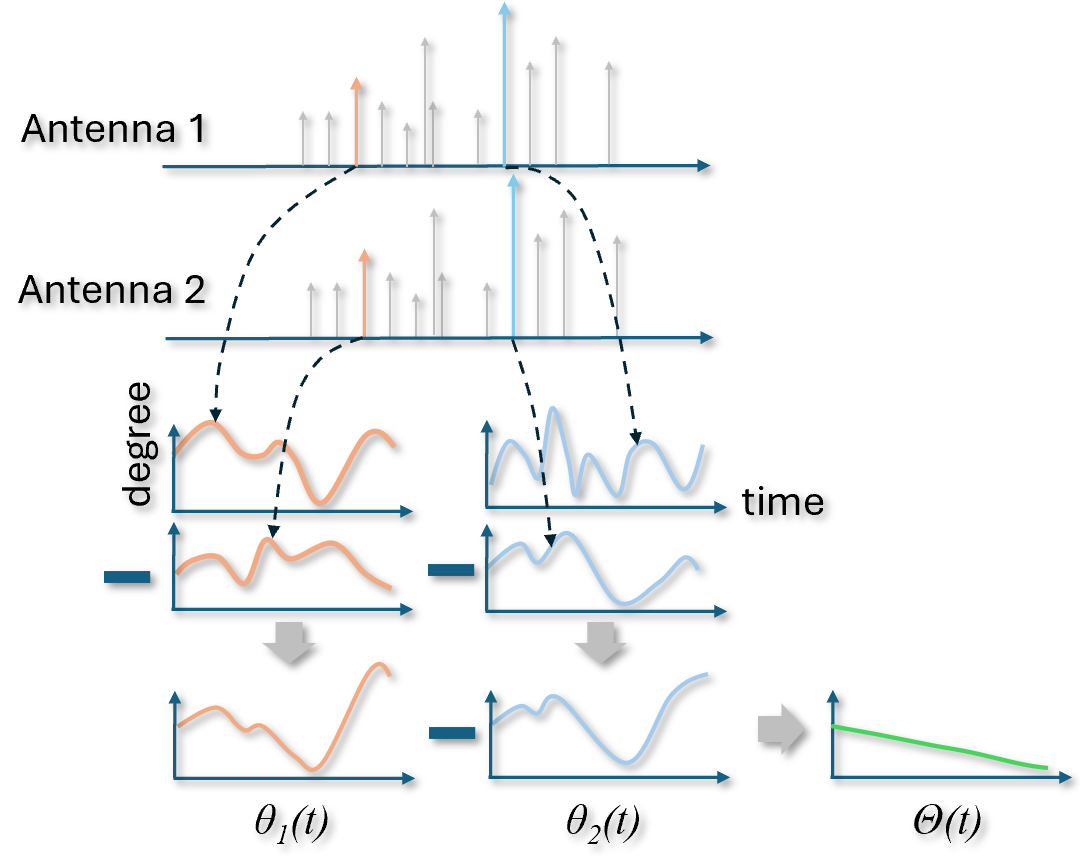 Antenna 1
Antenna 2
degree
time
θ₁(t)
θ₂(t)
Θ(t)